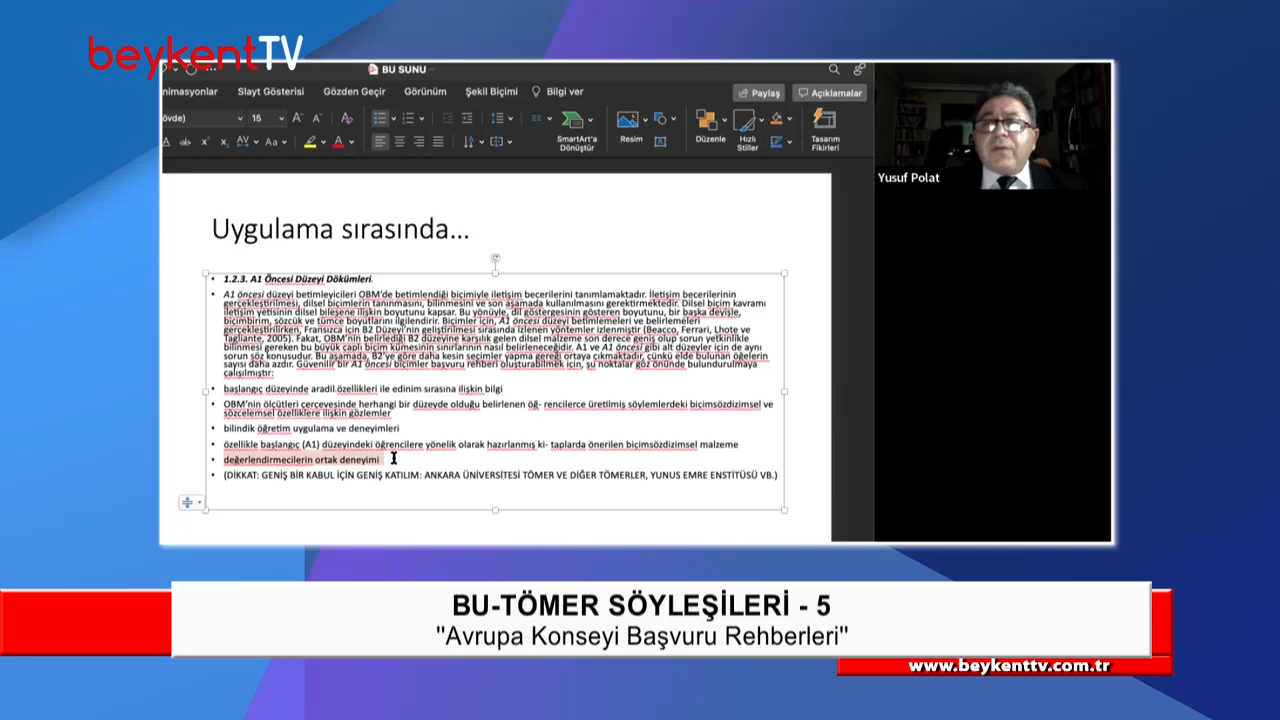 beykentTV
BU SUNU
nimasyonlar Slayt Gösterisi Gözden Geçir Görünüm Şekil Biçimi Bilgi ver Paylaş Açıklamalar
övde) 15
SmartArt'a Dönüştür
Resim
Düzenle
Hızlı Stiller
Tasarım Fikirleri
Yusuf Polat
Uygulama sırasında...
• 1.2.3. A1 Öncesi Düzeyi Dökümleri.
• A1 öncesi düzeyi betimleyicileri OBM'de betimlendiği biçimiyle iletişim becerilerini tanımlamaktadır. İletişim becerilerinin
gerçekleştirilmesi, dilsel biçimlerin tanınmasını, bilinmesini ve son aşamada kullanılmasını gerektirmektedir. Dilsel biçim kavramı
iletişim yetisinin dilsel bileşene ilişkin boyutunu kapsar. Bu yönüyle, dil göstergesinin gösteren boyutunu, bir başka deyişle,
biçimbirim, sözcük ve tümce boyutlarını ilgilendirir. Biçimler için, A1 öncesi düzeyi betimlemeleri ve belirlemeleri
gerçekleştirilirken, Fransızca için B2 Düzeyi'nin geliştirilmesi sırasında izlenen yöntemler izlenmiştir (Beacco, Ferrari, Lhote ve
Tagliante, 2005). Fakat, OBM'nin belirlediği B2 düzeyine karşılık gelen dilsel malzeme son derece geniş olup sorun yetkinlikle
bilinmesi gereken bu büyük çaplı biçim kümesinin sınırlarının nasıl belirleneceğidir. A1 ve A1 öncesi gibi alt düzeyler için de aynı
sorun söz konusudur. Bu aşamada, B2'ye göre daha kesin seçimler yapma gereği ortaya çıkmaktadır, çünkü elde bulunan öğelerin
sayısı daha azdır. Güvenilir bir A1 öncesi biçimler başvuru rehberi oluşturabilmek için, şu noktalar göz önünde bulundurulmaya
çalışılmıştır:
• başlangıç düzeyinde aradil özellikleri ile edinim sırasına ilişkin bilgi
• OBM'nin ölçütleri çerçevesinde herhangi bir düzeyde olduğu belirlenen öğ- rencilerce üretilmiş söylemlerdeki biçimsözdizimsel ve
sözcelemsel özelliklere ilişkin gözlemler
• bilindik öğretim uygulama ve deneyimleri
• özellikle başlangıç (A1) düzeyindeki öğrencilere yönelik olarak hazırlanmış ki- taplarda önerilen biçimsözdizimsel malzeme
• değerlendirmecilerin ortak deneyimi
• (DİKKAT: GENİŞ BİR KABUL İÇİN GENİŞ KATILIM: ANKARA ÜNİVERSİTESİ TÖMER VE DİĞER TÖMERLER, YUNUS EMRE ENSTİTÜSÜ VB.)
BU-TÖMER SÖYLEŞİLERİ - 5
"Avrupa Konseyi Başvuru Rehberleri"
www.beykenttv.com.tr